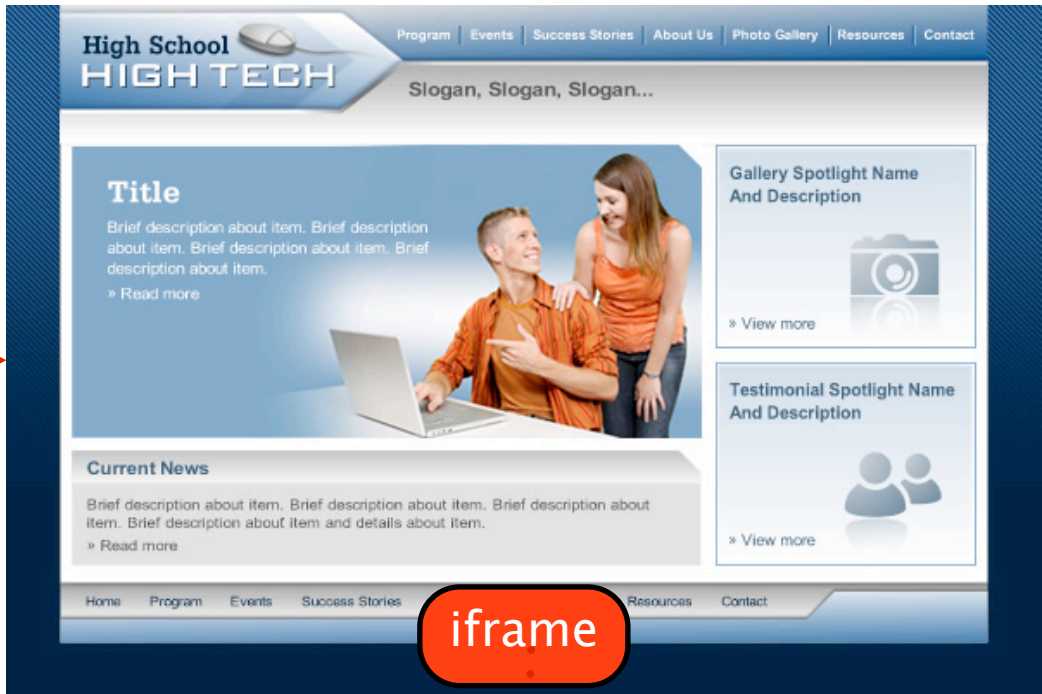 High School
HIGH TECH
Program Events Success Stories About Us Photo Gallery Resources Contact
Slogan, Slogan, Slogan...
Title
Brief description about item. Brief description
about item. Brief description about item. Brief
description about item.
» Read more
Gallery Spotlight Name
And Description
» View more
Testimonial Spotlight Name
And Description
» View more
Current News
Brief description about item. Brief description about item. Brief description about
item. Brief description about item and details about item.
» Read more
Home Program Events Success Stories Resources Contact
iframe